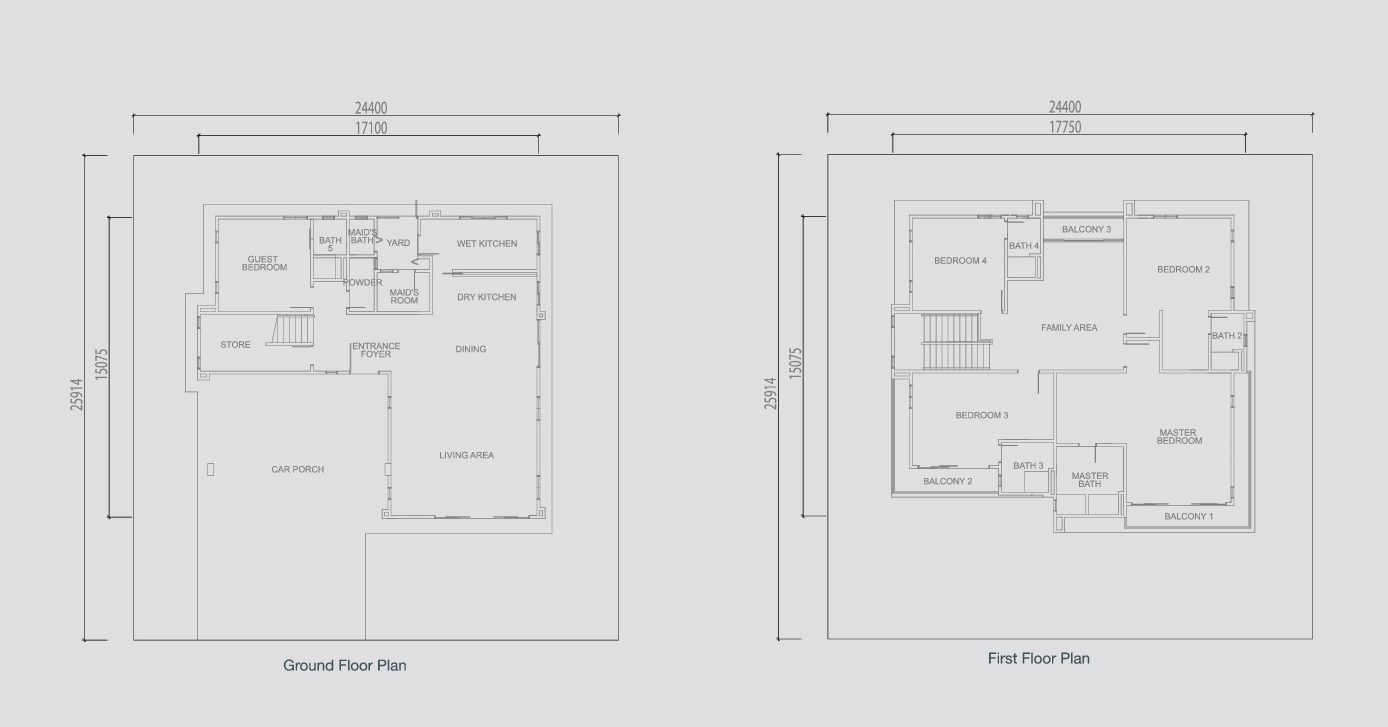 24400
17100
25914
15075
BATH
5
MAID'S
BATH
YARD
WET KITCHEN
GUEST
BEDROOM
POWDER
MAID'S
ROOM
DRY KITCHEN
STORE
ENTRANCE
FOYER
DINING
LIVING AREA
CAR PORCH
Ground Floor Plan
24400
17750
25914
15075
BALCONY 3
BATH 4
BEDROOM 4
BEDROOM 2
FAMILY AREA
BATH 2
BEDROOM 3
MASTER
BEDROOM
BATH 3
MASTER
BATH
BALCONY 2
BALCONY 1
First Floor Plan